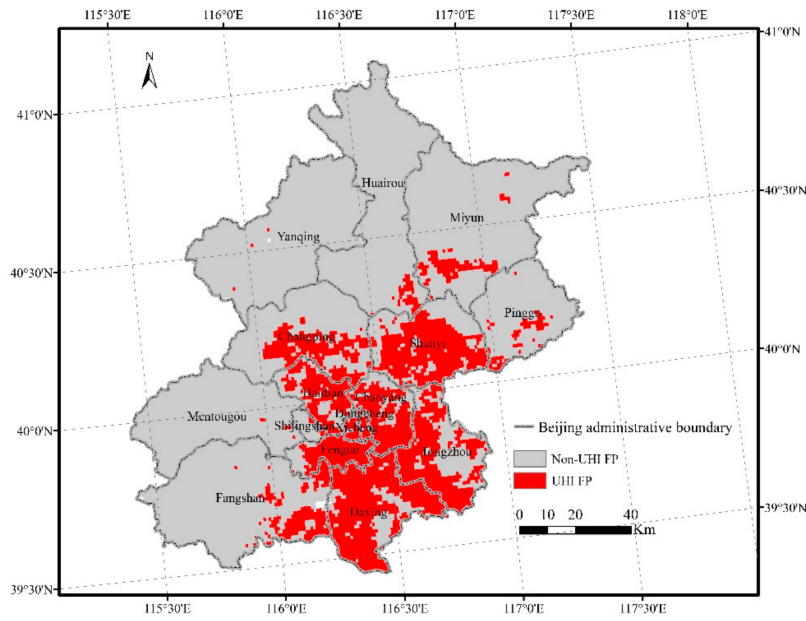 115°30'E 116°0'E 116°30'E 117°0'E 117°30'E 118°0'E
N
41°0'N
41°0'N
Huairou
40°30'N
Miyun
Yanqing
40°30'N
Pinggu
Changping
Shunyi
40°0'N
Haidian
Chaoyang
Mentougou
Dongcheng
Shijingshan
Xicheng
40°0'N
Beijing administrative boundary
Fengtai
Tongzhou
Non-UHI FP
UHI FP
Fangshan
Daxing
39°30'N
0 10 20 40
Km
39°30'N
115°30'E 116°0'E 116°30'E 117°0'E 117°30'E